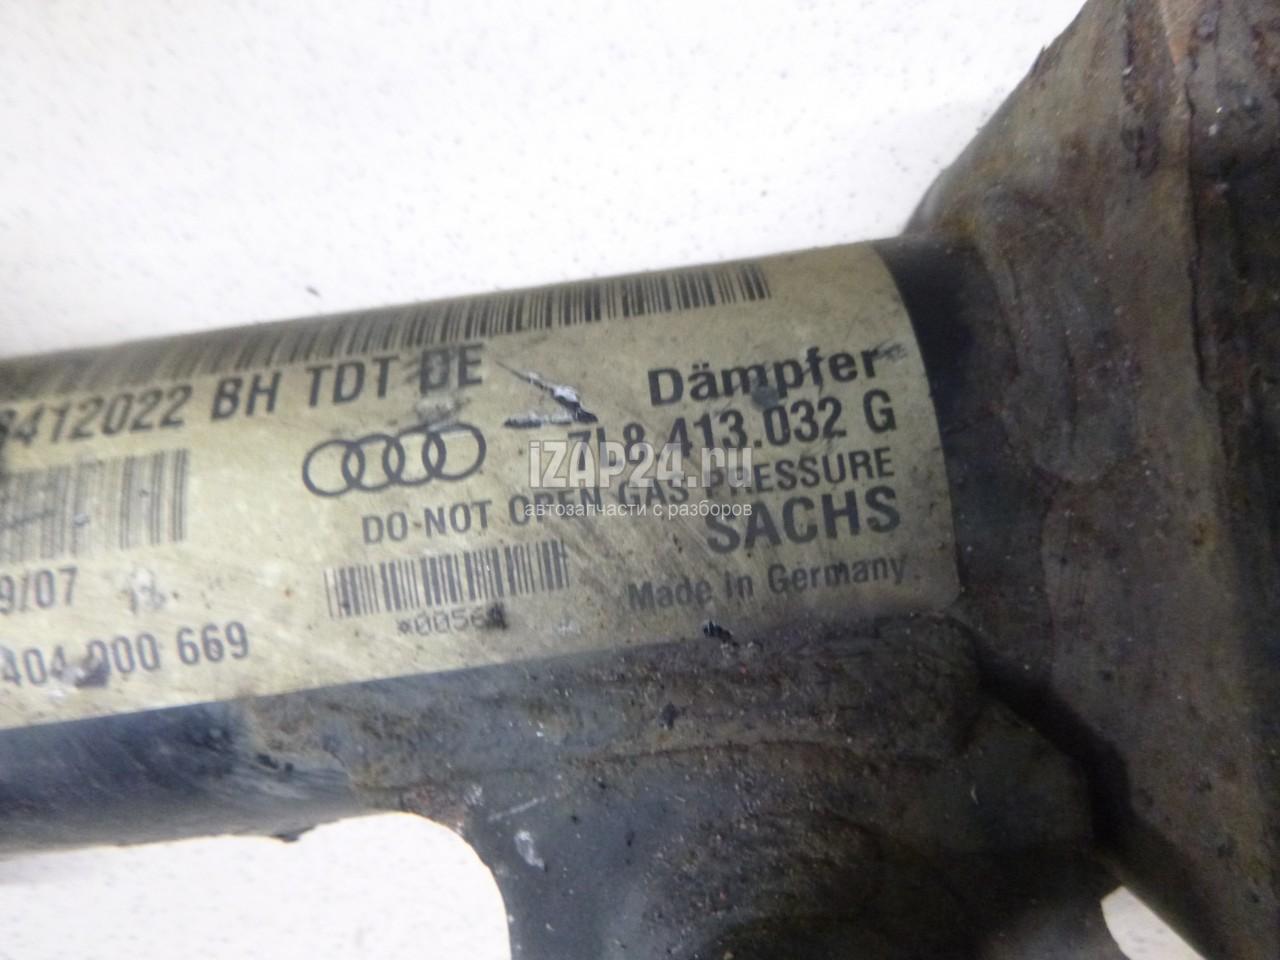 8412022 BH TDT DE
Dämpfer
7L8.413.032 G
DO NOT OPEN GAS PRESSURE
SACHS
Made in Germany
9/07
404 000 669
iZAP24.ru
автозапчасти с разборов